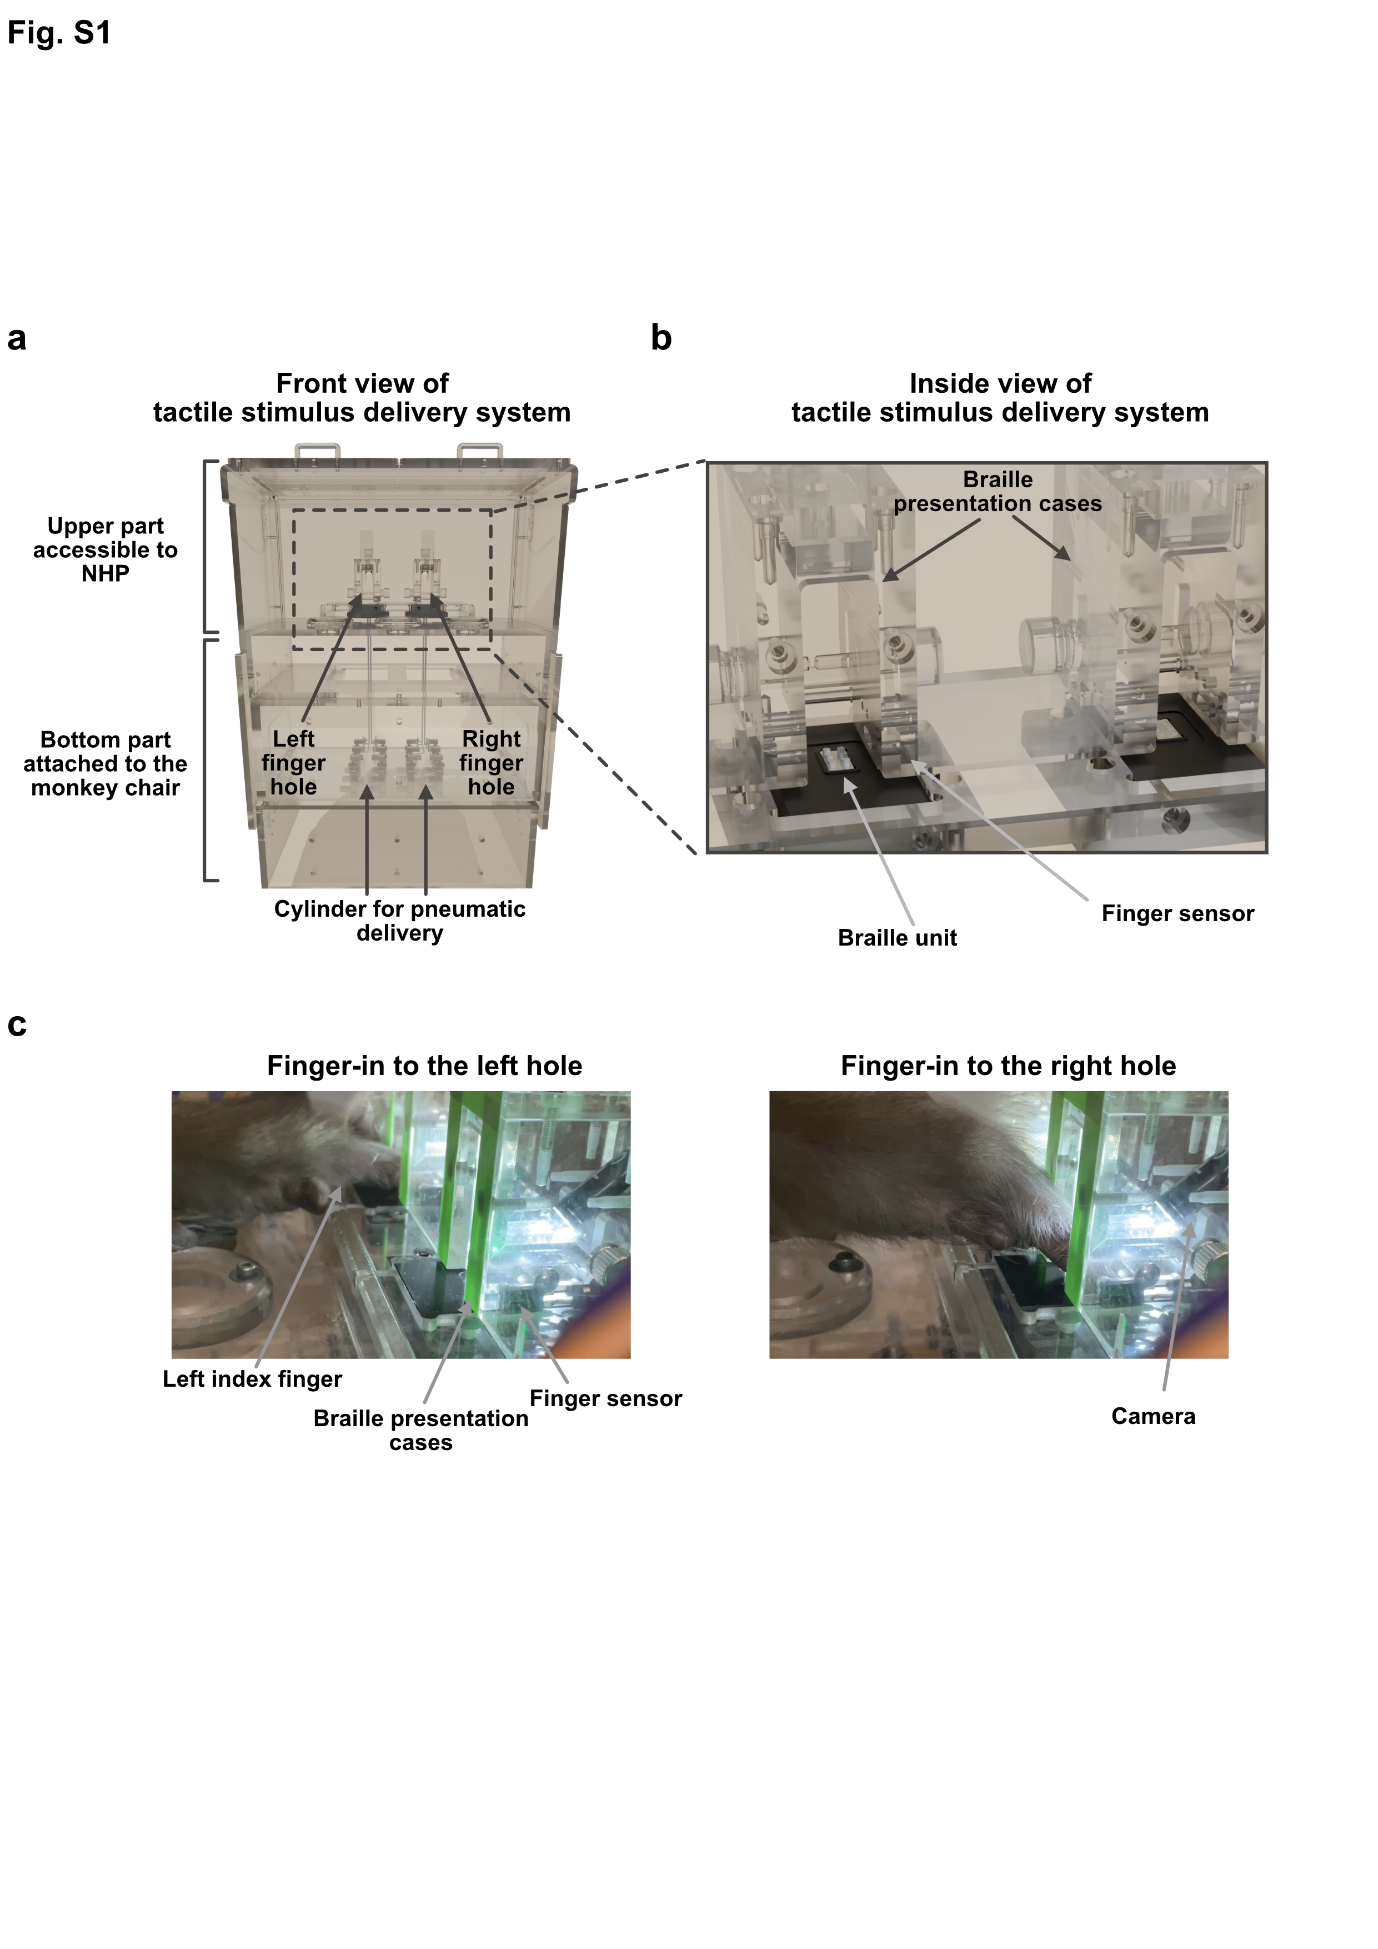 Fig. S1
a
Front view of
tactile stimulus delivery system
Upper part
accessible to
NHP
Bottom part
attached to the
monkey chair
Left
finger
hole
Right
finger
hole
Cylinder for pneumatic
delivery
b
Inside view of
tactile stimulus delivery system
Braille
presentation cases
Braille unit
Finger sensor
c
Finger-in to the left hole
Left index finger
Braille presentation
cases
Finger sensor
Finger-in to the right hole
Camera